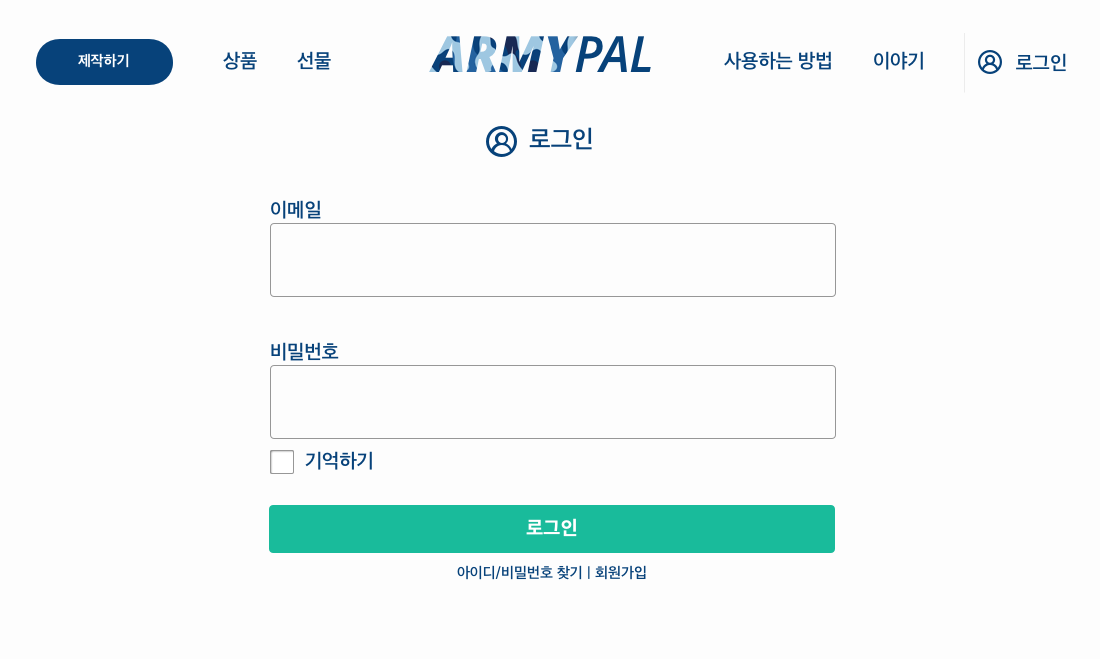 제작하기 상품 선물 ARMYPAL 사용하는 방법 이야기 로그인
로그인
이메일
비밀번호
기억하기
로그인
아이디/비밀번호 찾기 | 회원가입